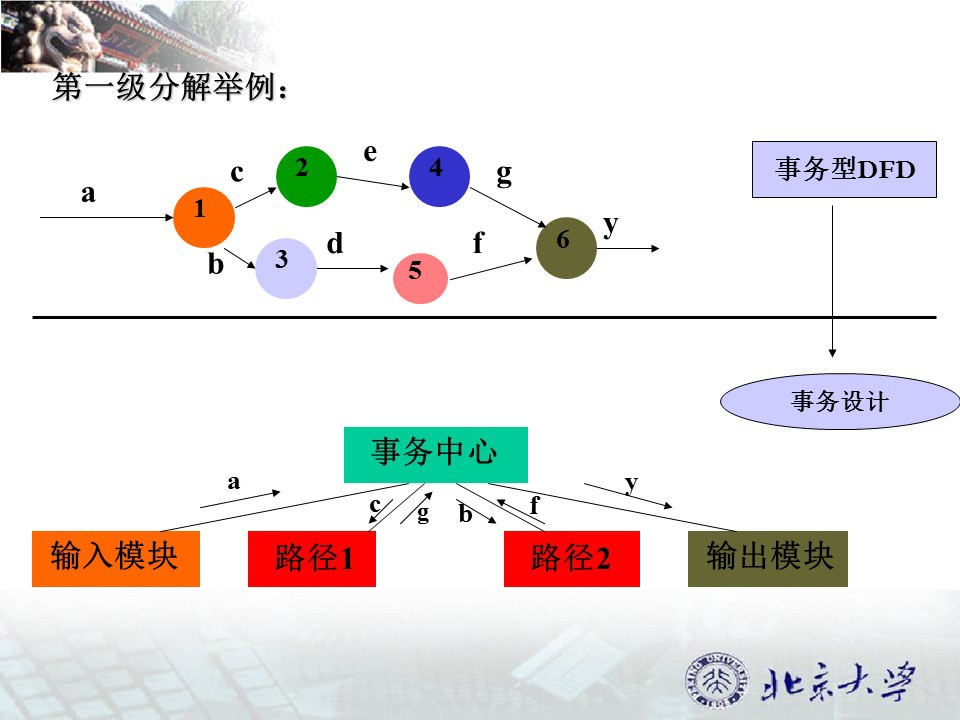 第一级分解举例：
a
c
e
g
b
d
f
y
1
2
3
4
5
6
事务型DFD
事务设计
事务中心
a
c
g
b
f
y
输入模块
路径1
路径2
输出模块
北京大学